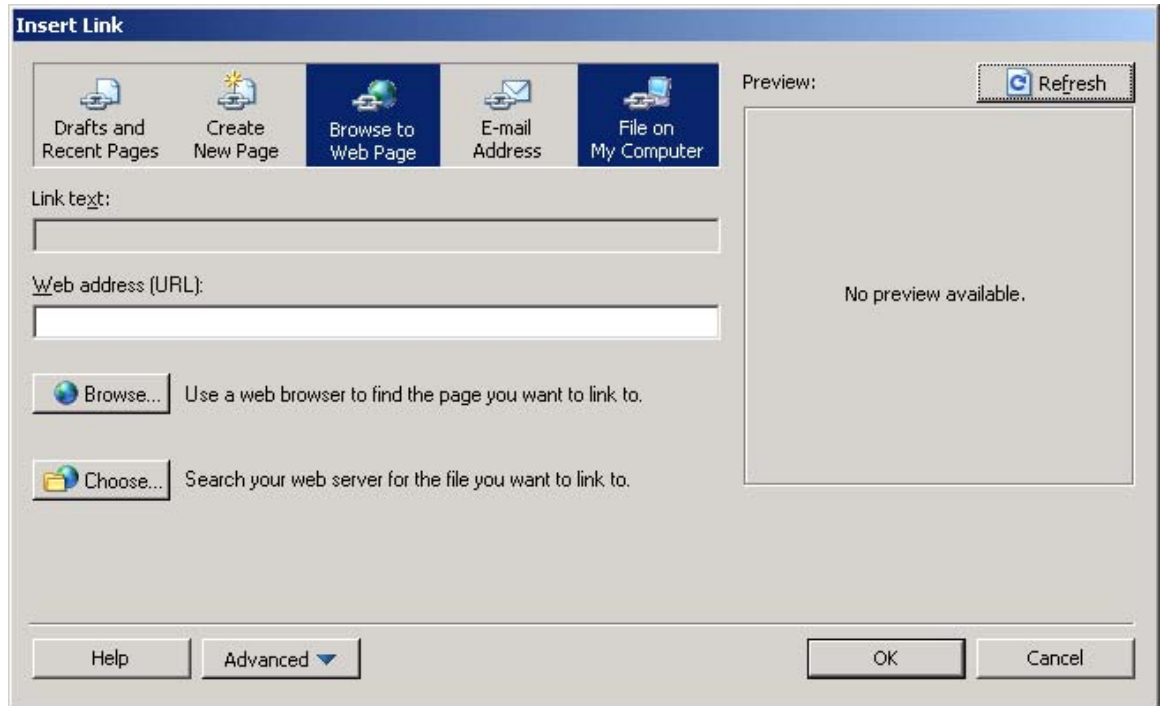 Insert Link
Drafts and
Recent Pages
Create
New Page
Browse to
Web Page
E-mail
Address
File on
My Computer
Preview:
Refresh
Link text:
Web address (URL):
No preview available.
Browse...
Use a web browser to find the page you want to link to.
Choose...
Search your web server for the file you want to link to.
Help
Advanced
OK
Cancel